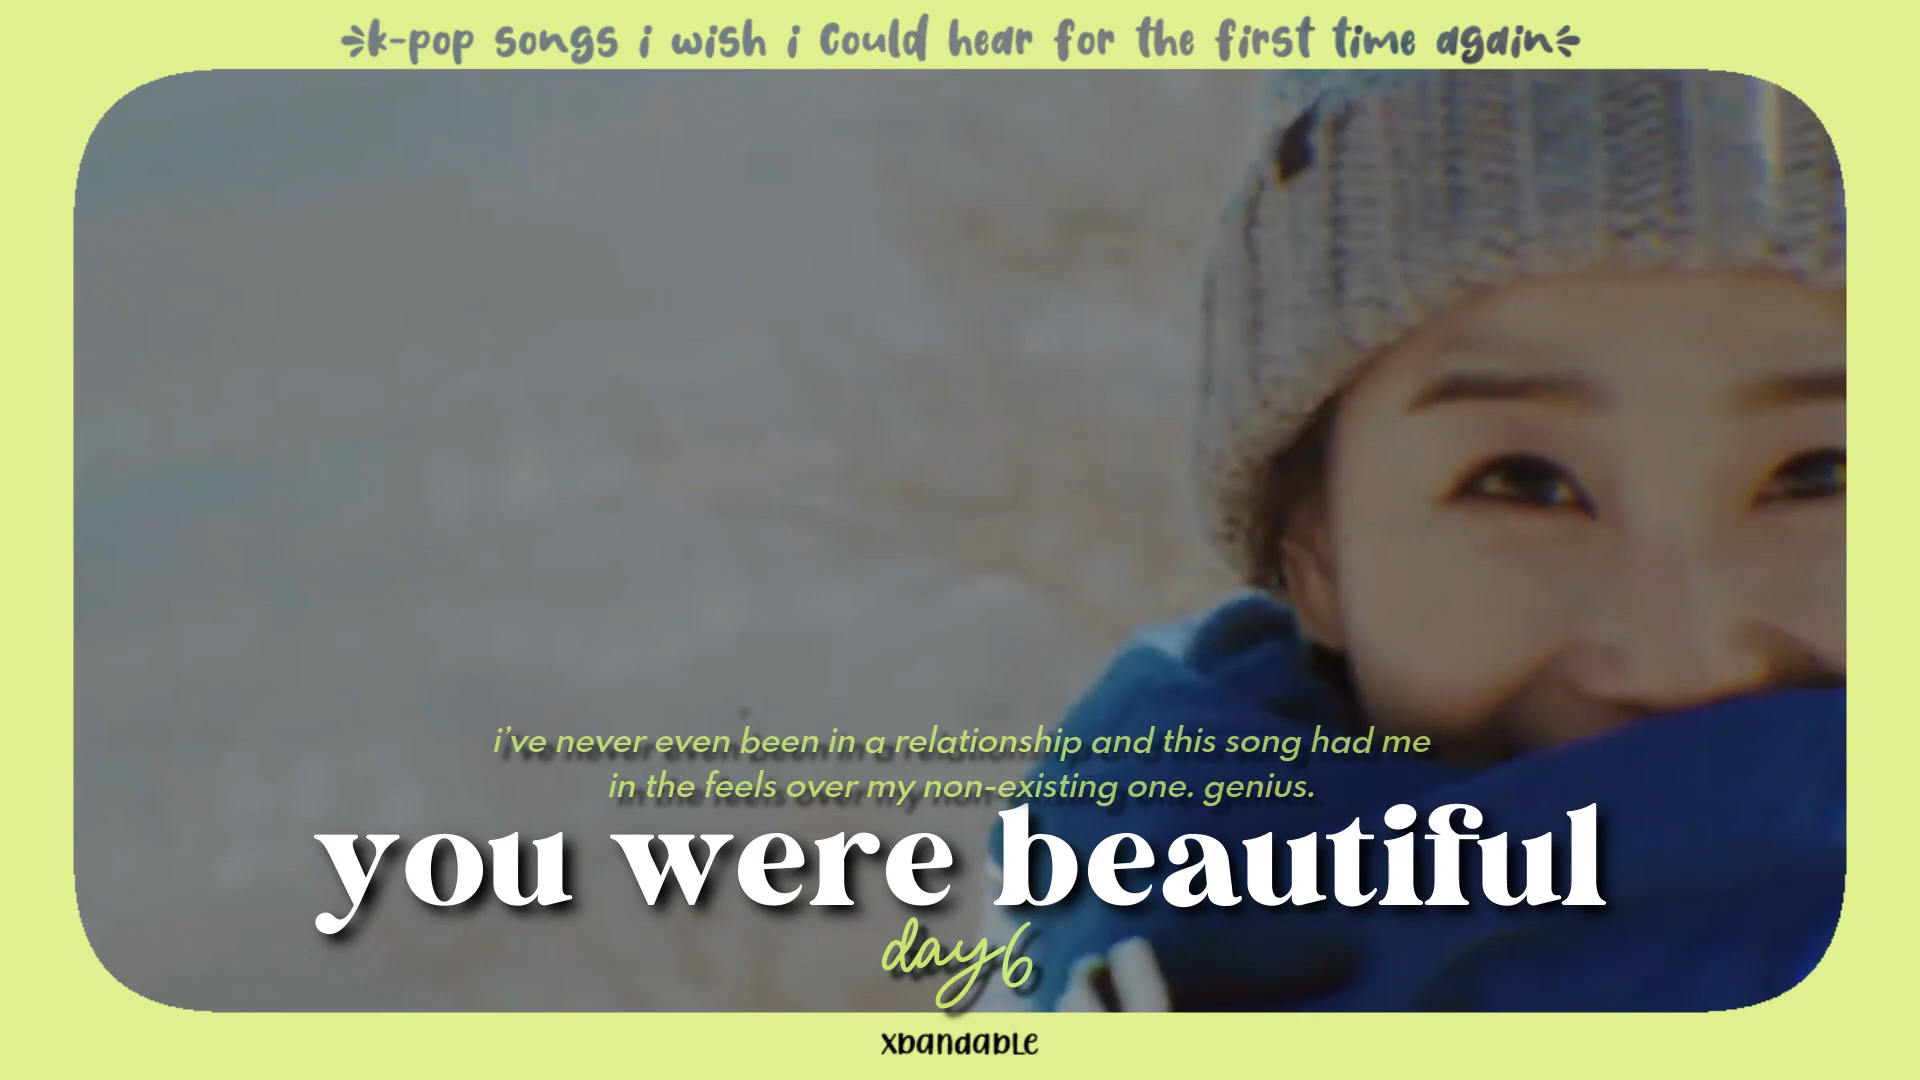 k-pop songs i wish i could hear for the first time again
i've never even been in a relationship and this song had me
in the feels over my non-existing one. genius.
you were beautiful
day6
xbandable